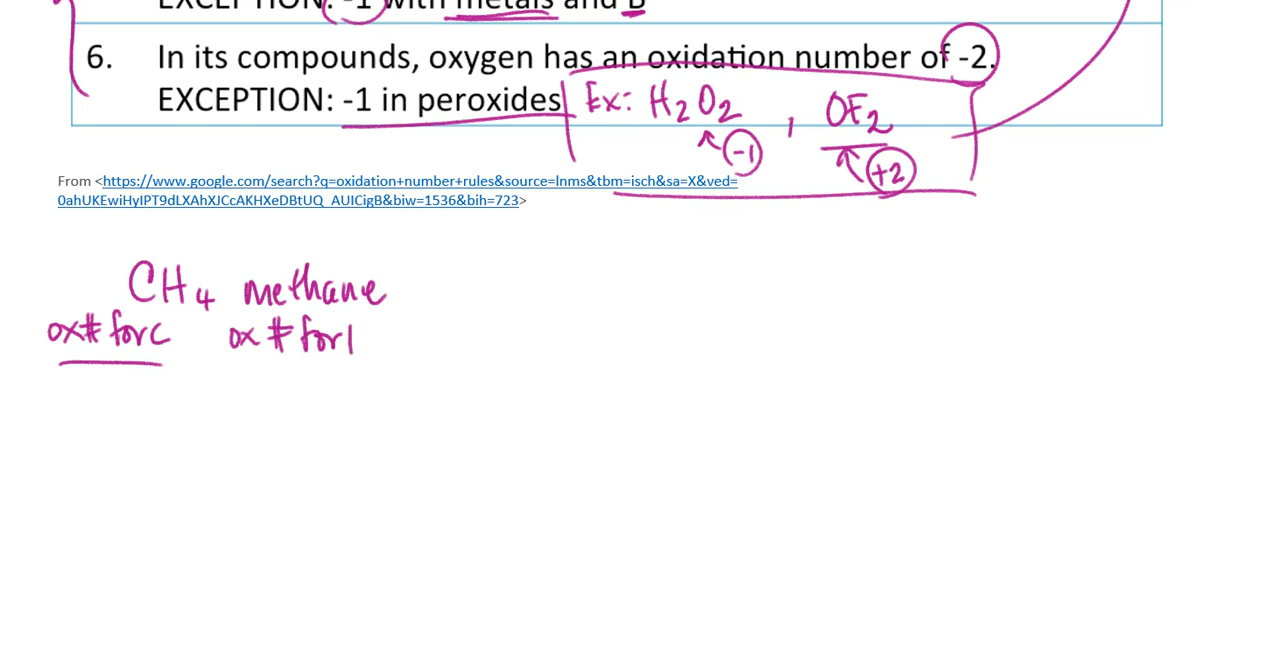 EXCEPTION: -1 with metals and B
6. In its compounds, oxygen has an oxidation number of -2.
EXCEPTION: -1 in peroxides Ex: H₂O₂ , OF₂
-1 +2
From <https://www.google.com/search?q=oxidation+number+rules&source=lnms&tbm=isch&sa=X&ved=
0ahUKEwiHyIPT9dLXAhXJCcAKHXeDBtUQ_AUICigB&biw=1536&bih=723>
CH₄ methane
ox# for C ox # for